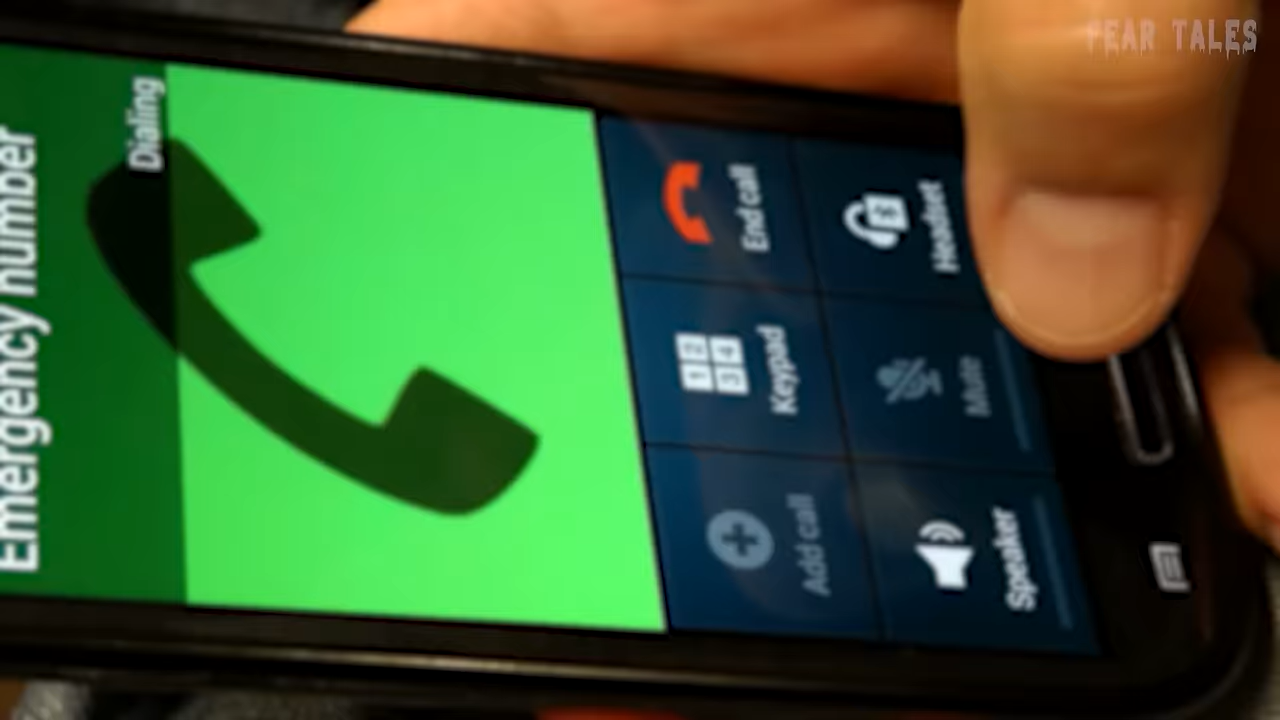 FEAR TALES
Emergency number
Dialing
Add call
Keypad
End call
Speaker
Mute
Headset